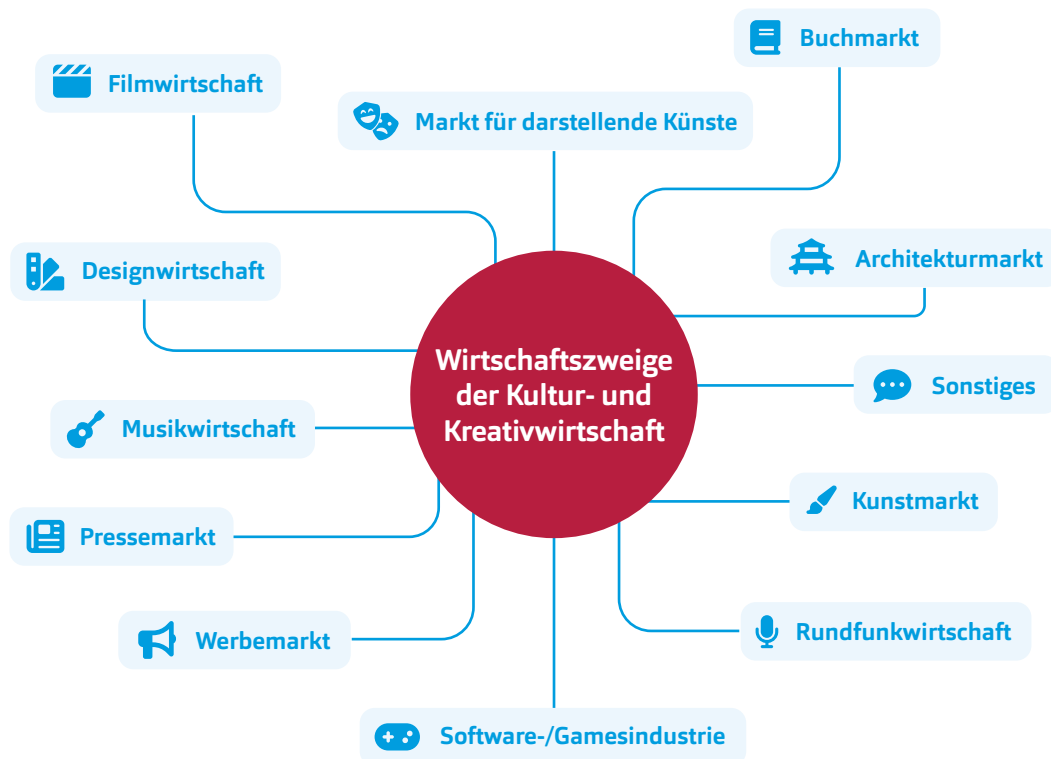 Buchmarkt
Filmwirtschaft
Markt für darstellende Künste
Architekturmarkt
Designwirtschaft
Wirtschaftszweige
der Kultur- und
Kreativwirtschaft
Sonstiges
Musikwirtschaft
Kunstmarkt
Pressemarkt
Rundfunkwirtschaft
Werbemarkt
Software-/Gamesindustrie